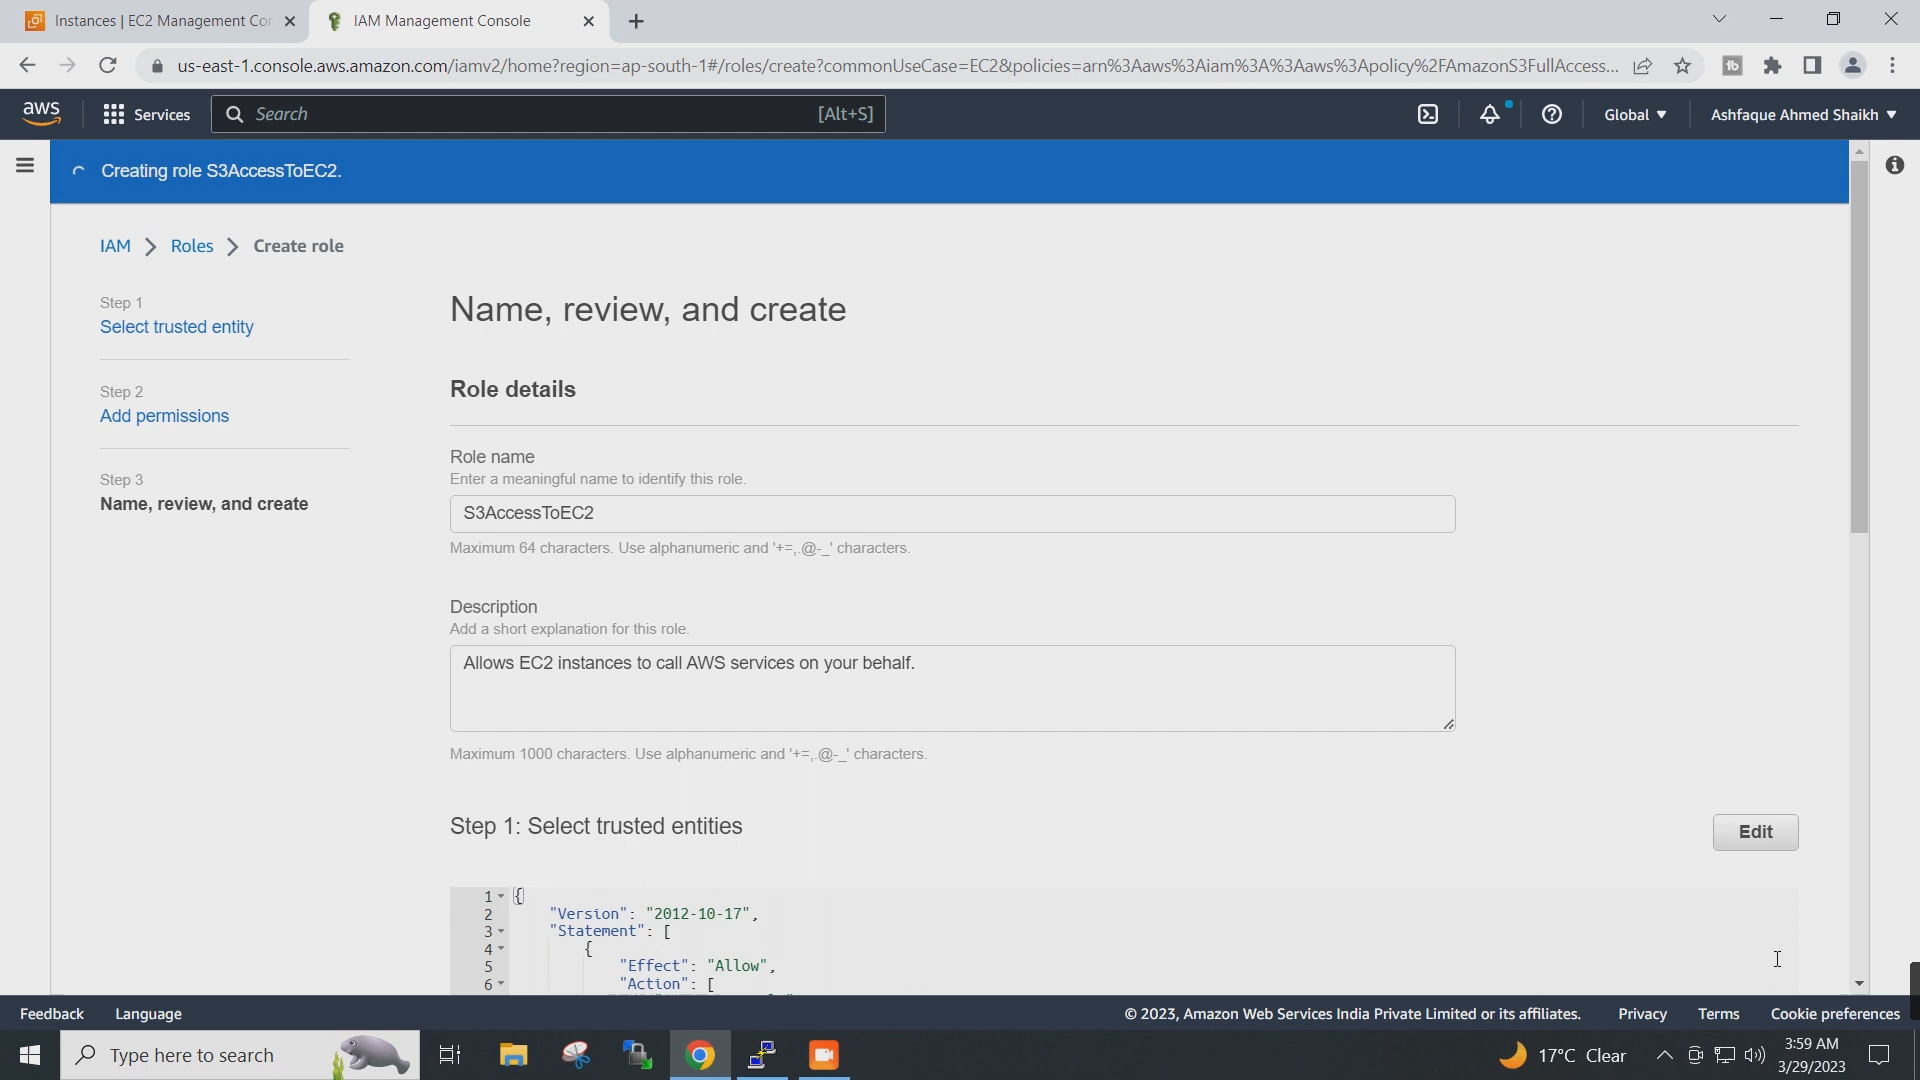 Instances | EC2 Management Cor
IAM Management Console
us-east-1.console.aws.amazon.com/iamv2/home?region=ap-south-1#/roles/create?commonUseCase=EC2&policies=arn%3Aaws%3Aiam%3A%3Aaws%3Apolicy%2FAmazonS3FullAccess...
aws
Services
Search
[Alt+S]
Global
Ashfaque Ahmed Shaikh
Creating role S3AccessToEC2.
IAM
Roles
Create role
Step 1
Select trusted entity
Step 2
Add permissions
Step 3
Name, review, and create
Name, review, and create
Role details
Role name
Enter a meaningful name to identify this role.
S3AccessToEC2
Maximum 64 characters. Use alphanumeric and '+=,.@-_' characters.
Description
Add a short explanation for this role.
Allows EC2 instances to call AWS services on your behalf.
Maximum 1000 characters. Use alphanumeric and '+=,.@-_' characters.
Step 1: Select trusted entities
Edit
1 {
2 "Version": "2012-10-17",
3 "Statement": [
4 {
5 "Effect": "Allow",
6 "Action": [
Feedback
Language
© 2023, Amazon Web Services India Private Limited or its affiliates.
Privacy
Terms
Cookie preferences
Type here to search
17°C Clear
3:59 AM
3/29/2023